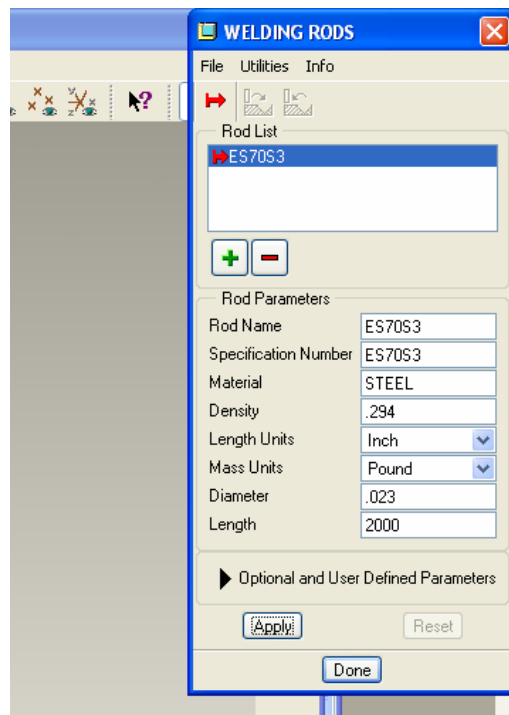 WELDING RODS
File Utilities Info
Rod List
ES70S3
Rod Parameters
Rod Name ES70S3
Specification Number ES70S3
Material STEEL
Density .294
Length Units Inch
Mass Units Pound
Diameter .023
Length 2000
Optional and User Defined Parameters
Apply Reset
Done